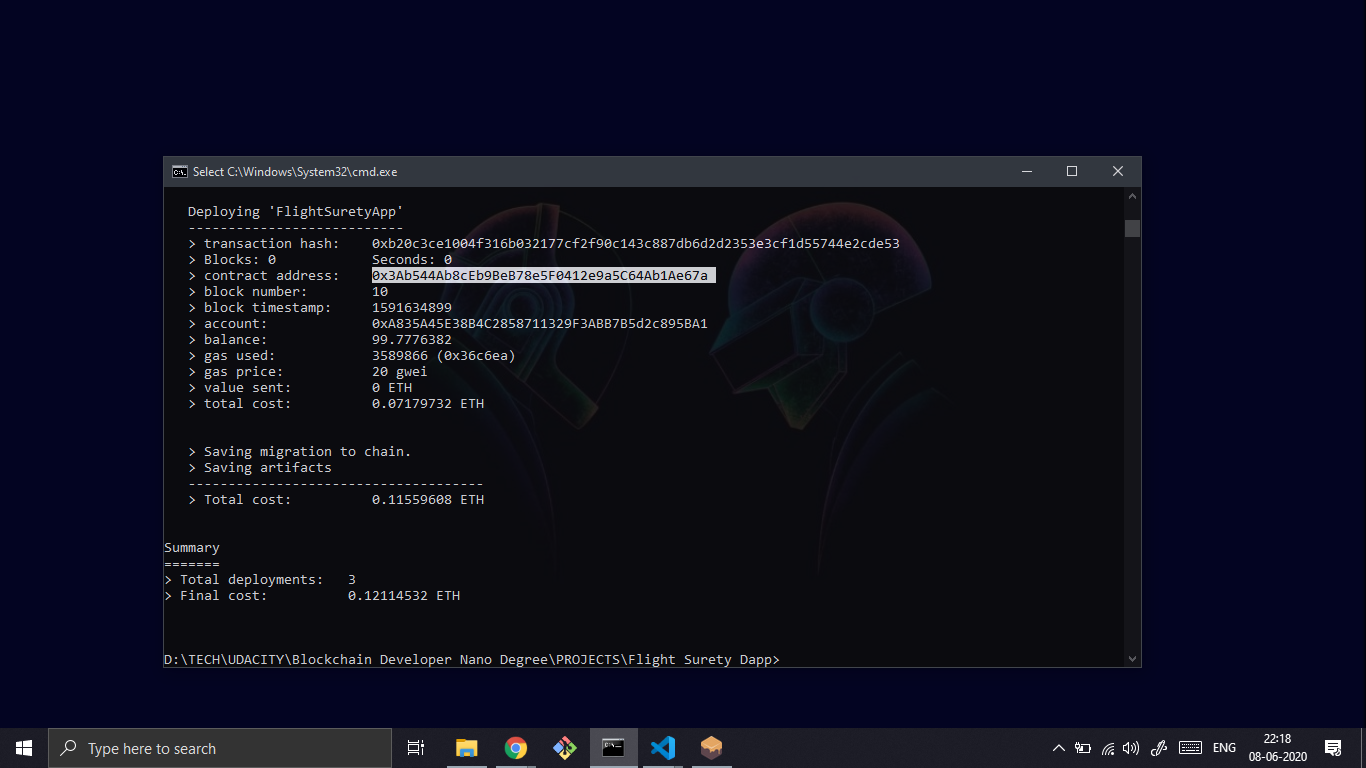 Select C:\Windows\System32\cmd.exe
Deploying 'FlightSuretyApp'
---------------------------
> transaction hash: 0xb20c3ce1004f316b032177cf2f90c143c887db6d2d2353e3cf1d55744e2cde53
> Blocks: 0 Seconds: 0
> contract address: 0x3Ab544Ab8cEb9BeB78e5F0412e9a5C64Ab1Ae67a
> block number: 10
> block timestamp: 1591634899
> account: 0xA835A45E38B4C2858711329F3ABB7B5d2c895BA1
> balance: 99.7776382
> gas used: 3589866 (0x36c6ea)
> gas price: 20 gwei
> value sent: 0 ETH
> total cost: 0.07179732 ETH
> Saving migration to chain.
> Saving artifacts
-------------------------------------
> Total cost: 0.11559608 ETH
Summary
=======
> Total deployments: 3
> Final cost: 0.12114532 ETH
D:\TECH\UDACITY\Blockchain Developer Nano Degree\PROJECTS\Flight Surety Dapp>
Type here to search
ENG
22:18
08-06-2020